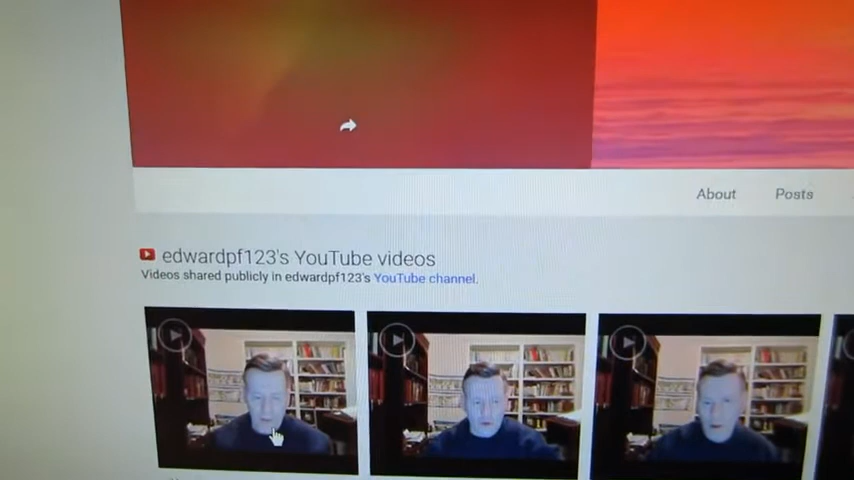 About Posts
edwardpf123's YouTube videos
Videos shared publicly in edwardpf123's YouTube channel.